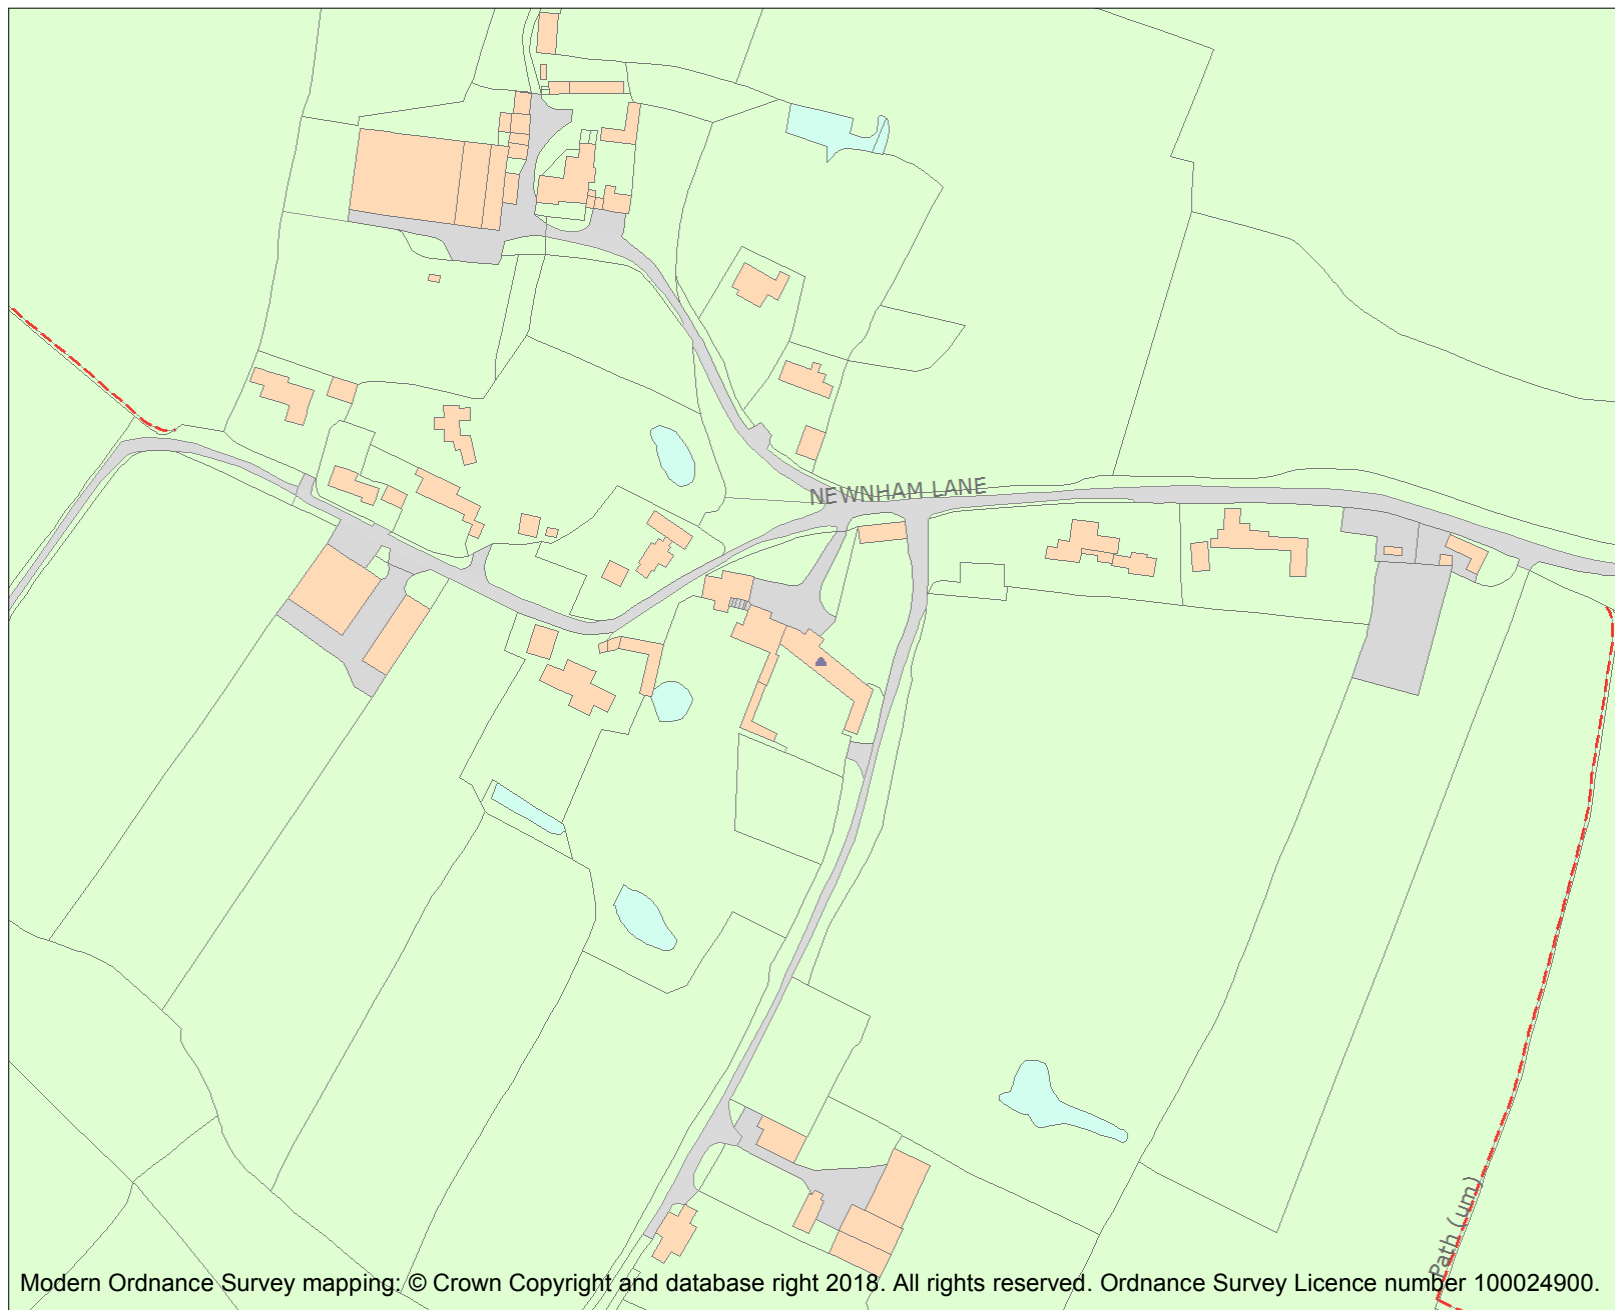 NEWNHAM LANE
Path (um)
Modern Ordnance Survey mapping: © Crown Copyright and database right 2018. All rights reserved. Ordnance Survey Licence number 100024900.